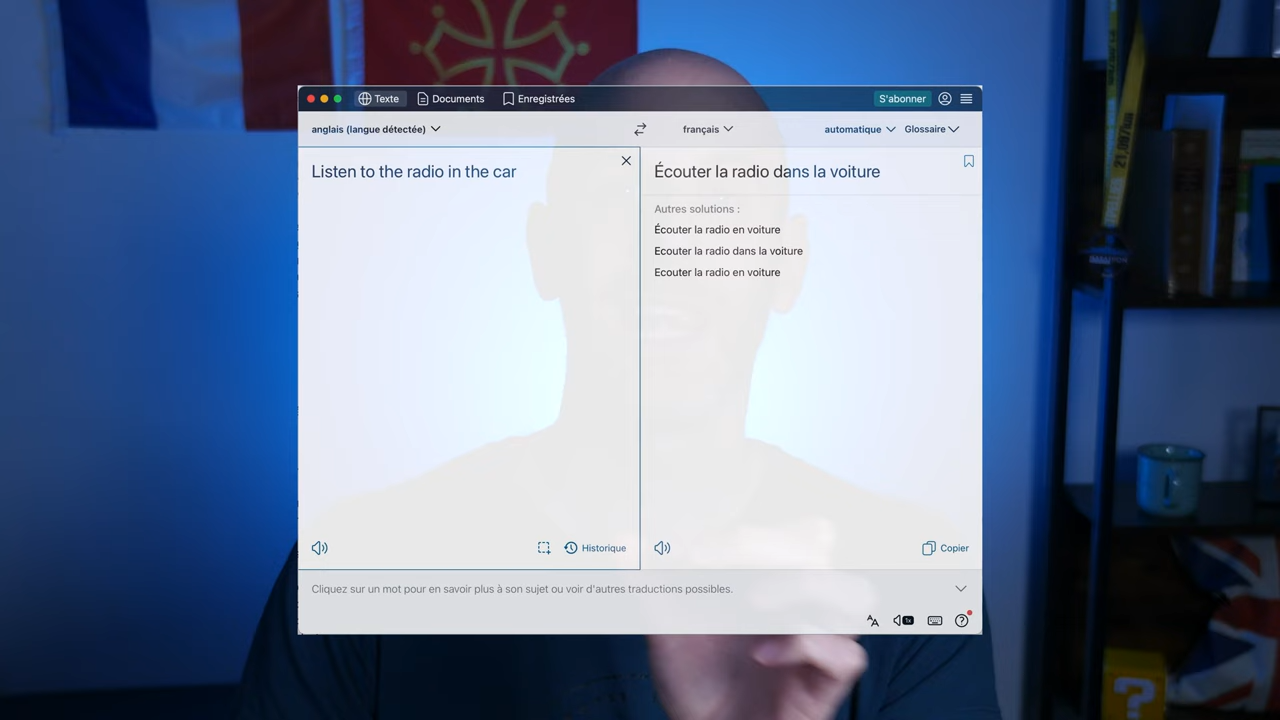 Texte
Documents
Enregistrées
S'abonner
anglais (langue détectée)
français
automatique
Glossaire
Listen to the radio in the car
Écouter la radio dans la voiture
Autres solutions :
Écouter la radio en voiture
Ecouter la radio dans la voiture
Ecouter la radio en voiture
Historique
Copier
Cliquez sur un mot pour en savoir plus à son sujet ou voir d'autres traductions possibles.
21,097km
?